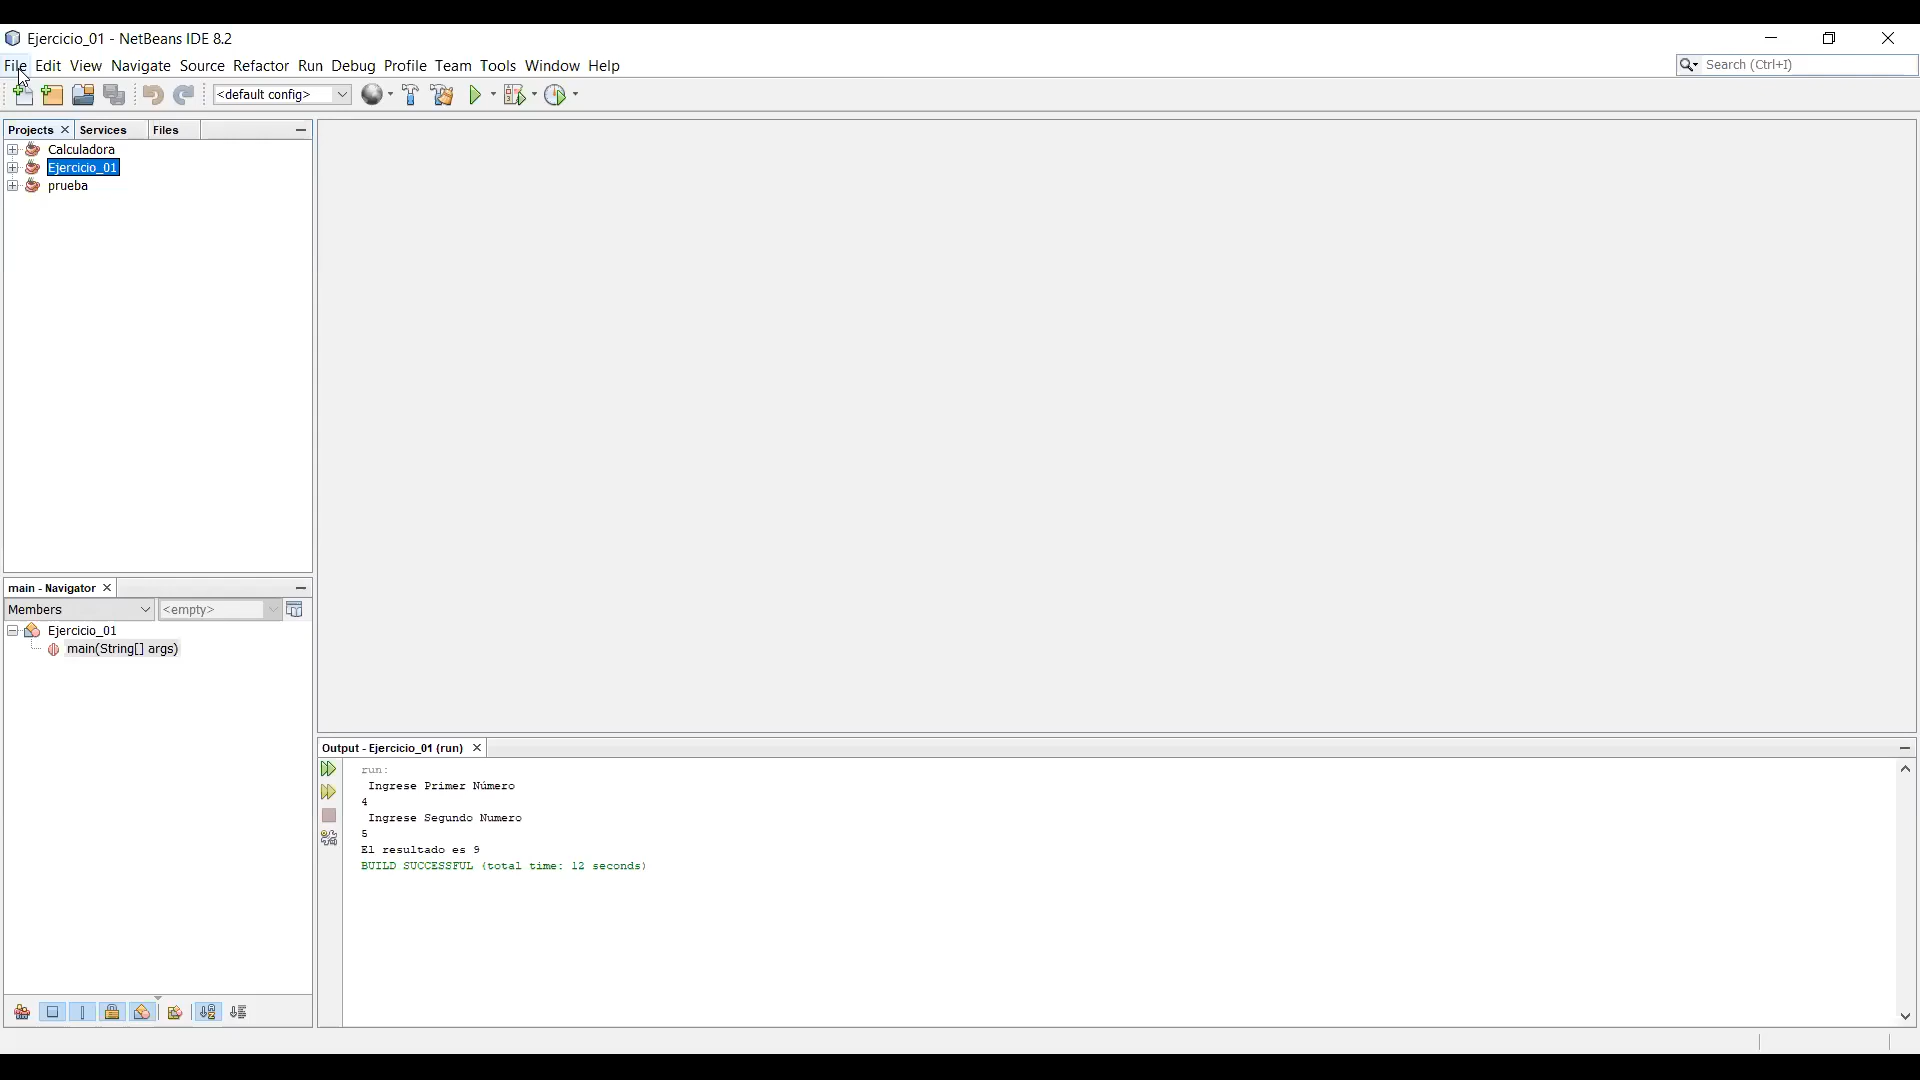 Ejercicio_01 - NetBeans IDE 8.2
File Edit View Navigate Source Refactor Run Debug Profile Team Tools Window Help
Search (Ctrl+I)
<default config>
Projects Services Files
Calculadora
Ejercicio_01
prueba
main - Navigator
Members <empty>
Ejercicio_01
main(String[] args)
Output - Ejercicio_01 (run)
run:
Ingrese Primer Número
4
Ingrese Segundo Numero
5
El resultado es 9
BUILD SUCCESSFUL (total time: 12 seconds)